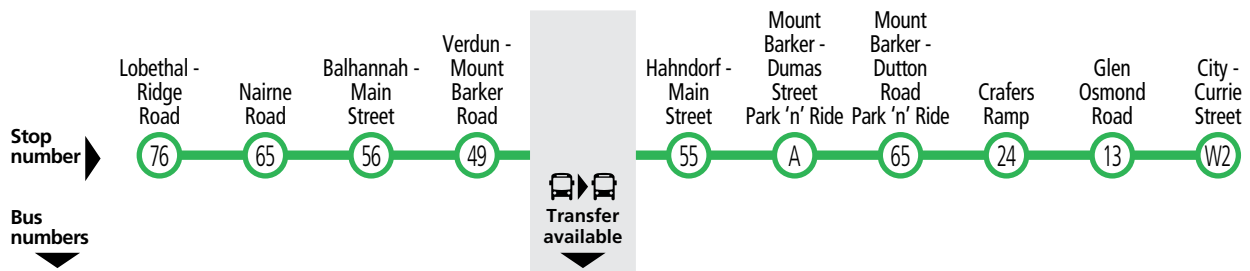 Lobethal -
Ridge
Road
Nairne
Road
Balhannah -
Main
Street
Verdun -
Mount
Barker
Road
Hahndorf -
Main
Street
Mount
Barker -
Dumas
Street
Park 'n' Ride
Mount
Barker -
Dutton
Road
Park 'n' Ride
Crafers
Ramp
Glen
Osmond
Road
City -
Currie
Street
Stop
number
76
65
56
49
55
A
65
24
13
W2
Transfer
available
Bus
numbers